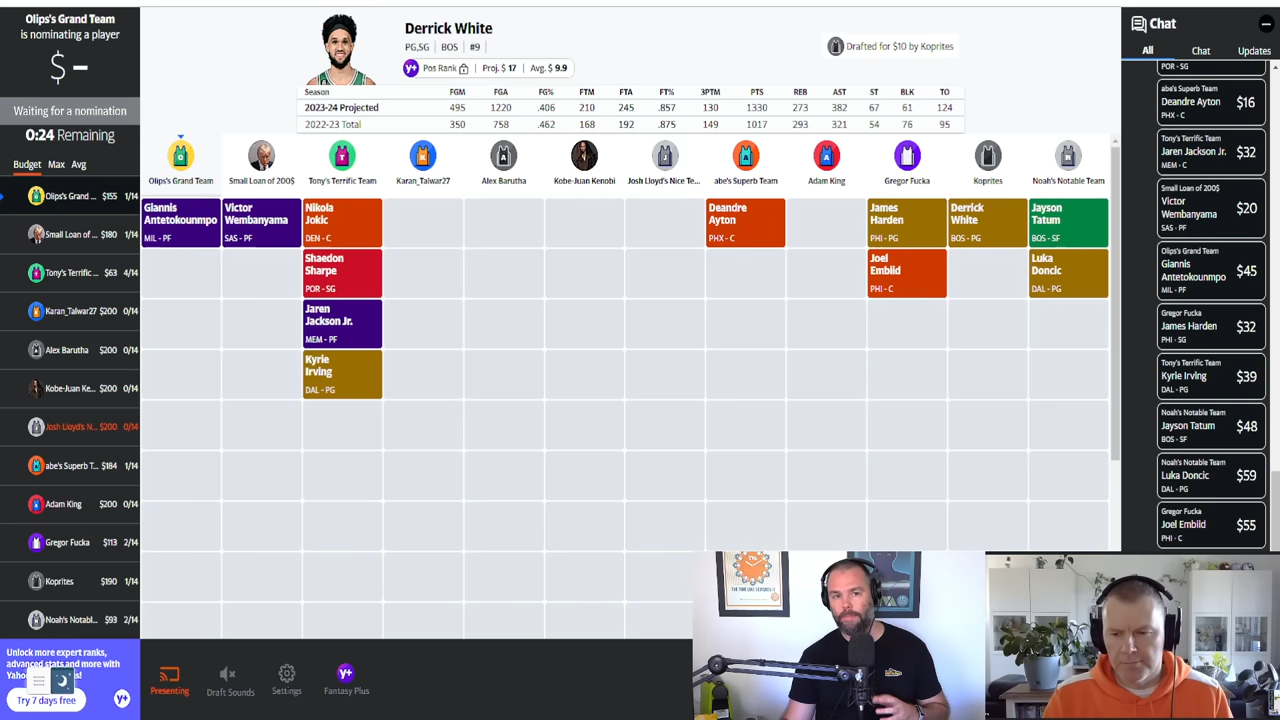 Olips's Grand Team
is nominating a player
$ –
Waiting for a nomination
0:24 Remaining
Budget Max Avg
Olips's Grand ... $155 1/14
Small Loan of ... $180 1/14
Tony's Terrific ... $63 4/14
Karan_Talwar27 $200 0/14
Alex Barutha $200 0/14
Kobe-Juan Ke... $200 0/14
Josh Lloyd's N... $200 0/14
abe's Superb T... $184 1/14
Adam King $200 0/14
Gregor Fucka $113 2/14
Koprites $190 1/14
Noah's Notabl... $93 2/14
Unlock more expert ranks,
advanced stats and more with
Try 7 days free
y+
Derrick White
PG,SG BOS #9
y+ Pos Rank Proj. $ 17 Avg. $ 9.9
Drafted for $10 by Koprites
Season FGM FGA FG% FTM FTA FT% 3PTM PTS REB AST ST BLK TO
2023-24 Projected 495 1220 .406 210 245 .857 130 1330 273 382 67 61 124
2022-23 Total 350 758 .462 168 192 .875 149 1017 293 321 54 76 95
Olips's Grand Team Small Loan of 200$ Tony's Terrific Team Karan_Talwar27 Alex Barutha Kobe-Juan Kenobi Josh Lloyd's Nice Te... abe's Superb Team Adam King Gregor Fucka Koprites Noah's Notable Team
Giannis
Antetokounmpo
MIL - PF
Victor
Wembanyama
SAS - PF
Nikola
Jokic
DEN - C
Deandre
Ayton
PHX - C
James
Harden
PHI - PG
Derrick
White
BOS - PG
Jayson
Tatum
BOS - SF
Shaedon
Sharpe
POR - SG
Joel
Embiid
PHI - C
Luka
Doncic
DAL - PG
Jaren
Jackson Jr.
MEM - PF
Kyrie
Irving
DAL - PG
Presenting
Draft Sounds
Settings
y+
Fantasy Plus
Chat
All Chat Updates
POR - SG
abe's Superb Team
Deandre Ayton $16
PHX - C
Tony's Terrific Team
Jaren Jackson Jr. $32
MEM - C
Small Loan of 200$
Victor
Wembanyama $20
SAS - PF
Olips's Grand Team
Giannis
Antetokounmpo $45
MIL - PF
Gregor Fucka
James Harden $32
PHI - SG
Tony's Terrific Team
Kyrie Irving $39
DAL - PG
Noah's Notable Team
Jayson Tatum $48
BOS - SF
Noah's Notable Team
Luka Doncic $59
DAL - PG
Gregor Fucka
Joel Embiid $55
PHI - C